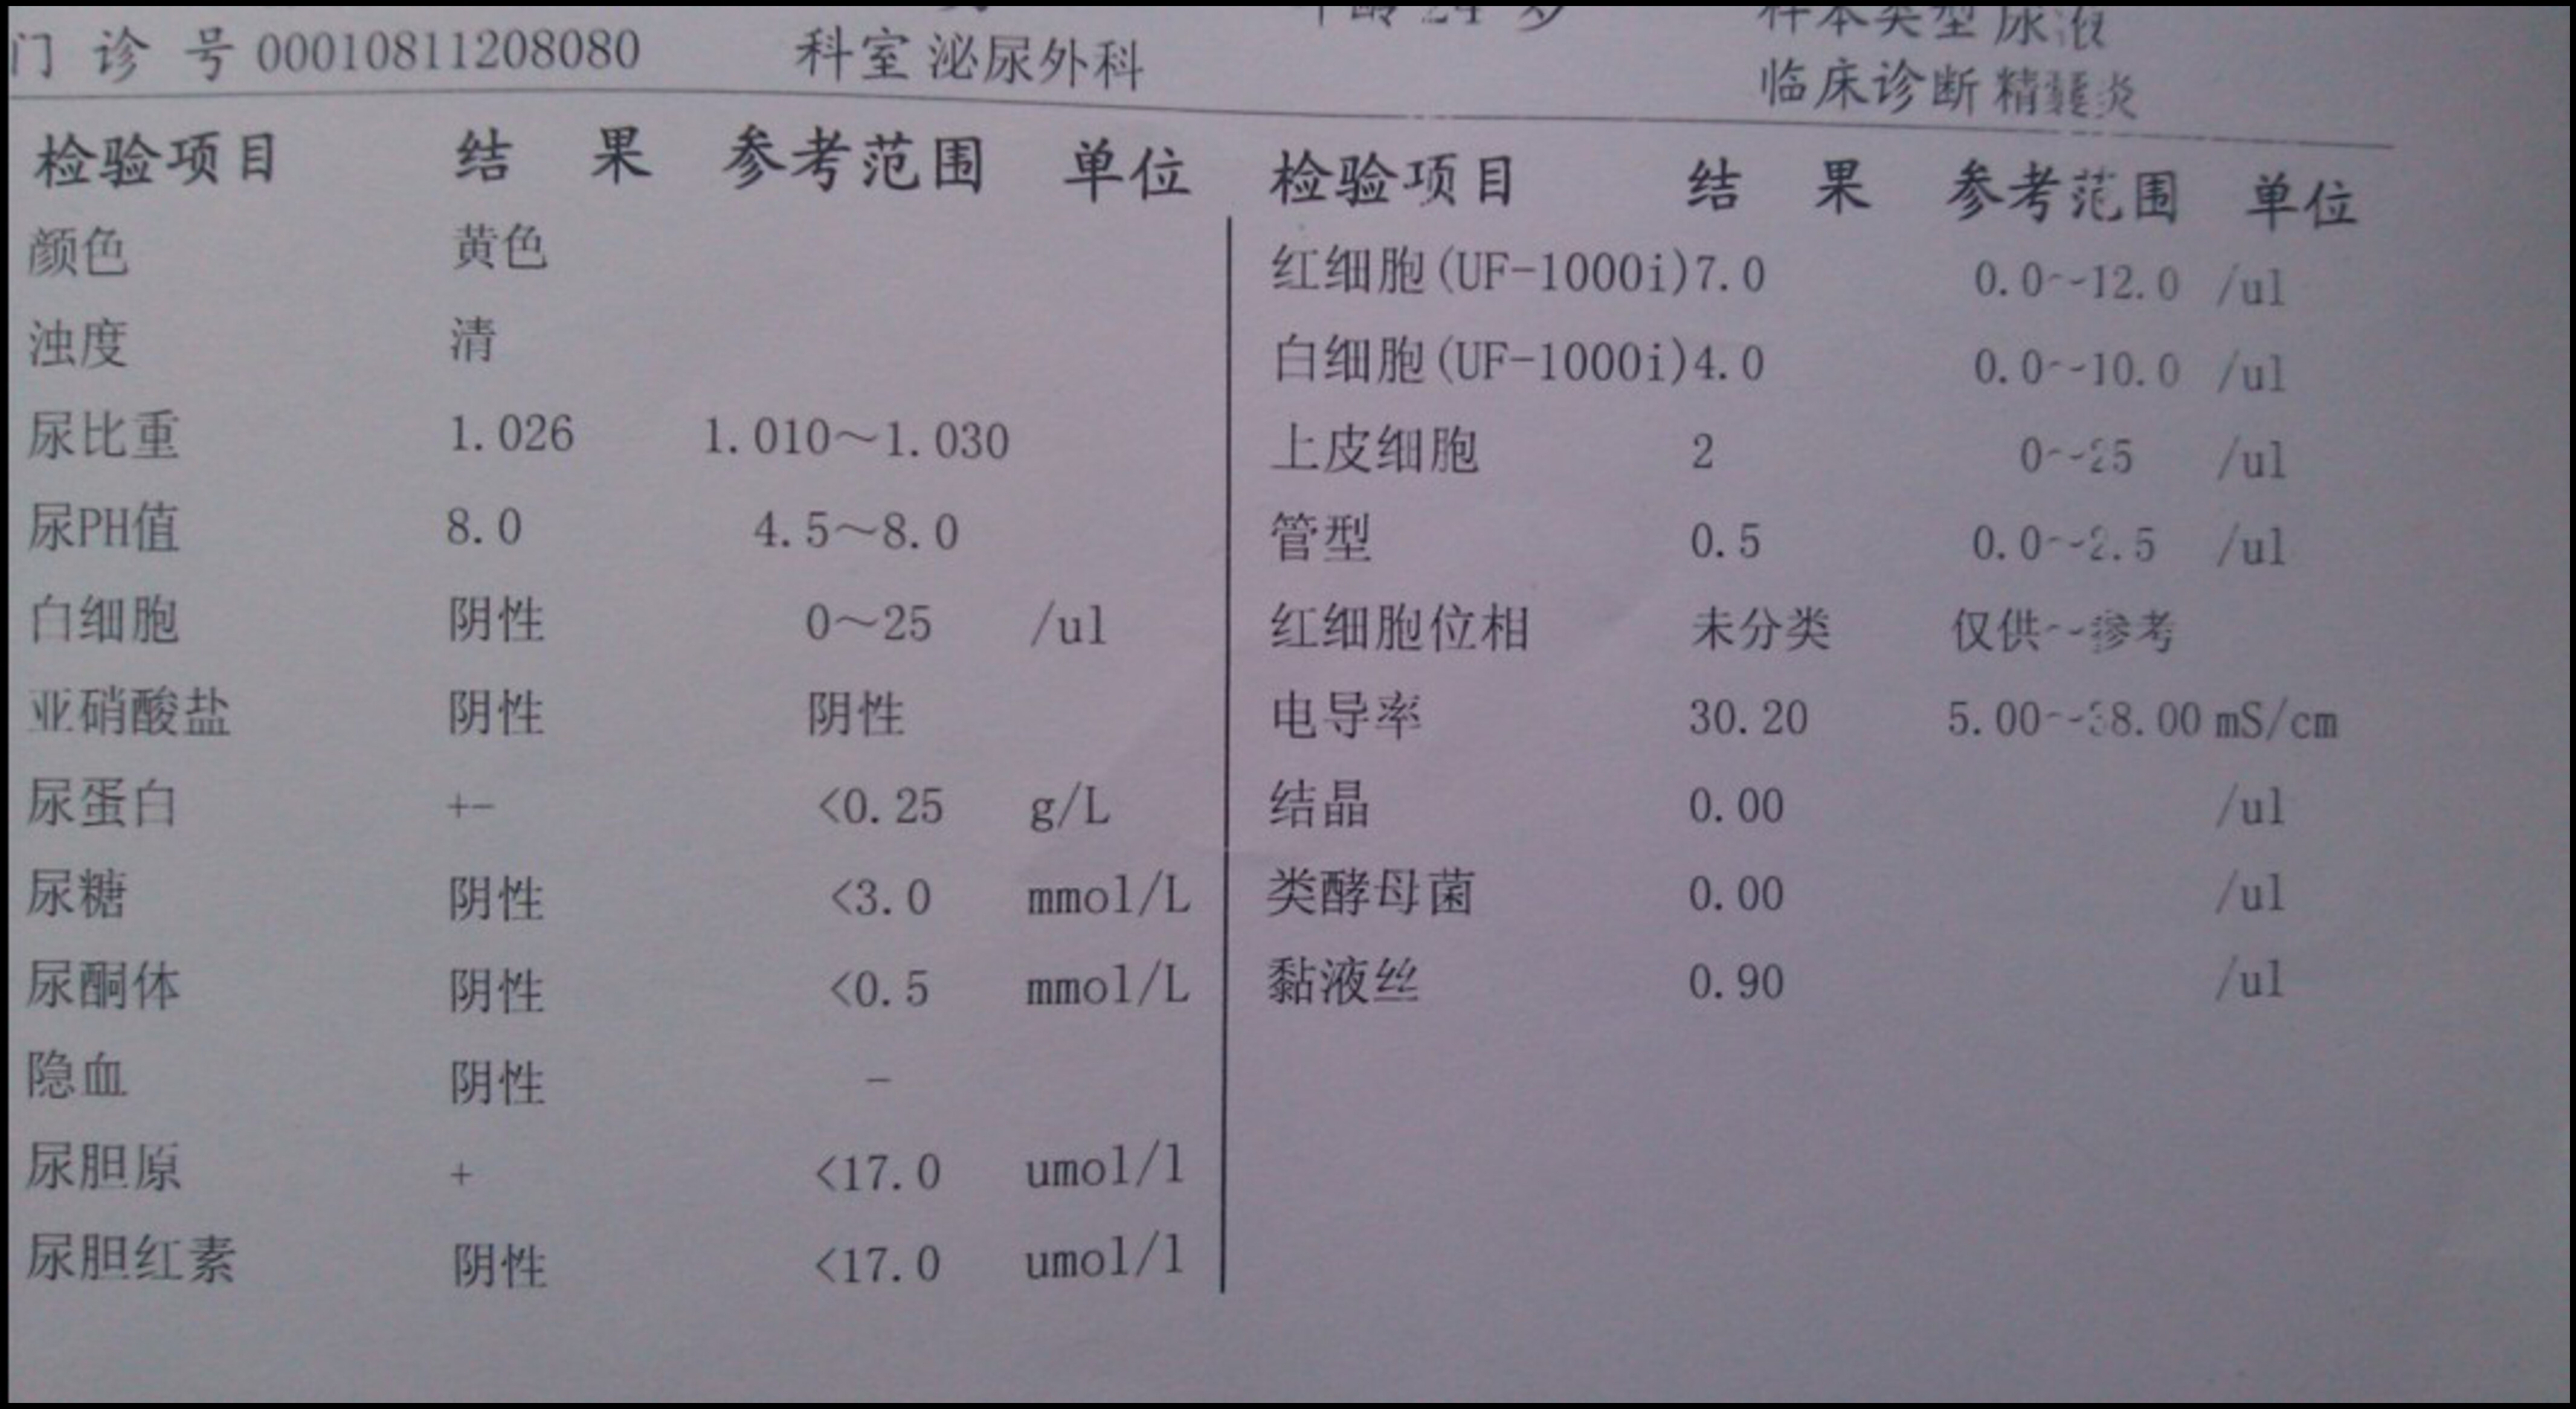 年龄 24 岁 样本类型 尿液
门 诊 号 00010811208080 科室 泌尿外科 临床诊断 精囊炎
检验项目 结 果 参考范围 单位 检验项目 结 果 参考范围 单位
颜色 黄色 红细胞(UF-1000i) 7.0 0.0~-12.0 /ul
浊度 清 白细胞(UF-1000i) 4.0 0.0~-10.0 /ul
尿比重 1.026 1.010～1.030 上皮细胞 2 0~-25 /ul
尿PH值 8.0 4.5～8.0 管型 0.5 0.0~-2.5 /ul
白细胞 阴性 0～25 /ul 红细胞位相 未分类 仅供~-参考
亚硝酸盐 阴性 阴性 电导率 30.20 5.00~-38.00 mS/cm
尿蛋白 +- <0.25 g/L 结晶 0.00 /ul
尿糖 阴性 <3.0 mmol/L 类酵母菌 0.00 /ul
尿酮体 阴性 <0.5 mmol/L 黏液丝 0.90 /ul
隐血 阴性 -
尿胆原 + <17.0 umol/l
尿胆红素 阴性 <17.0 umol/l